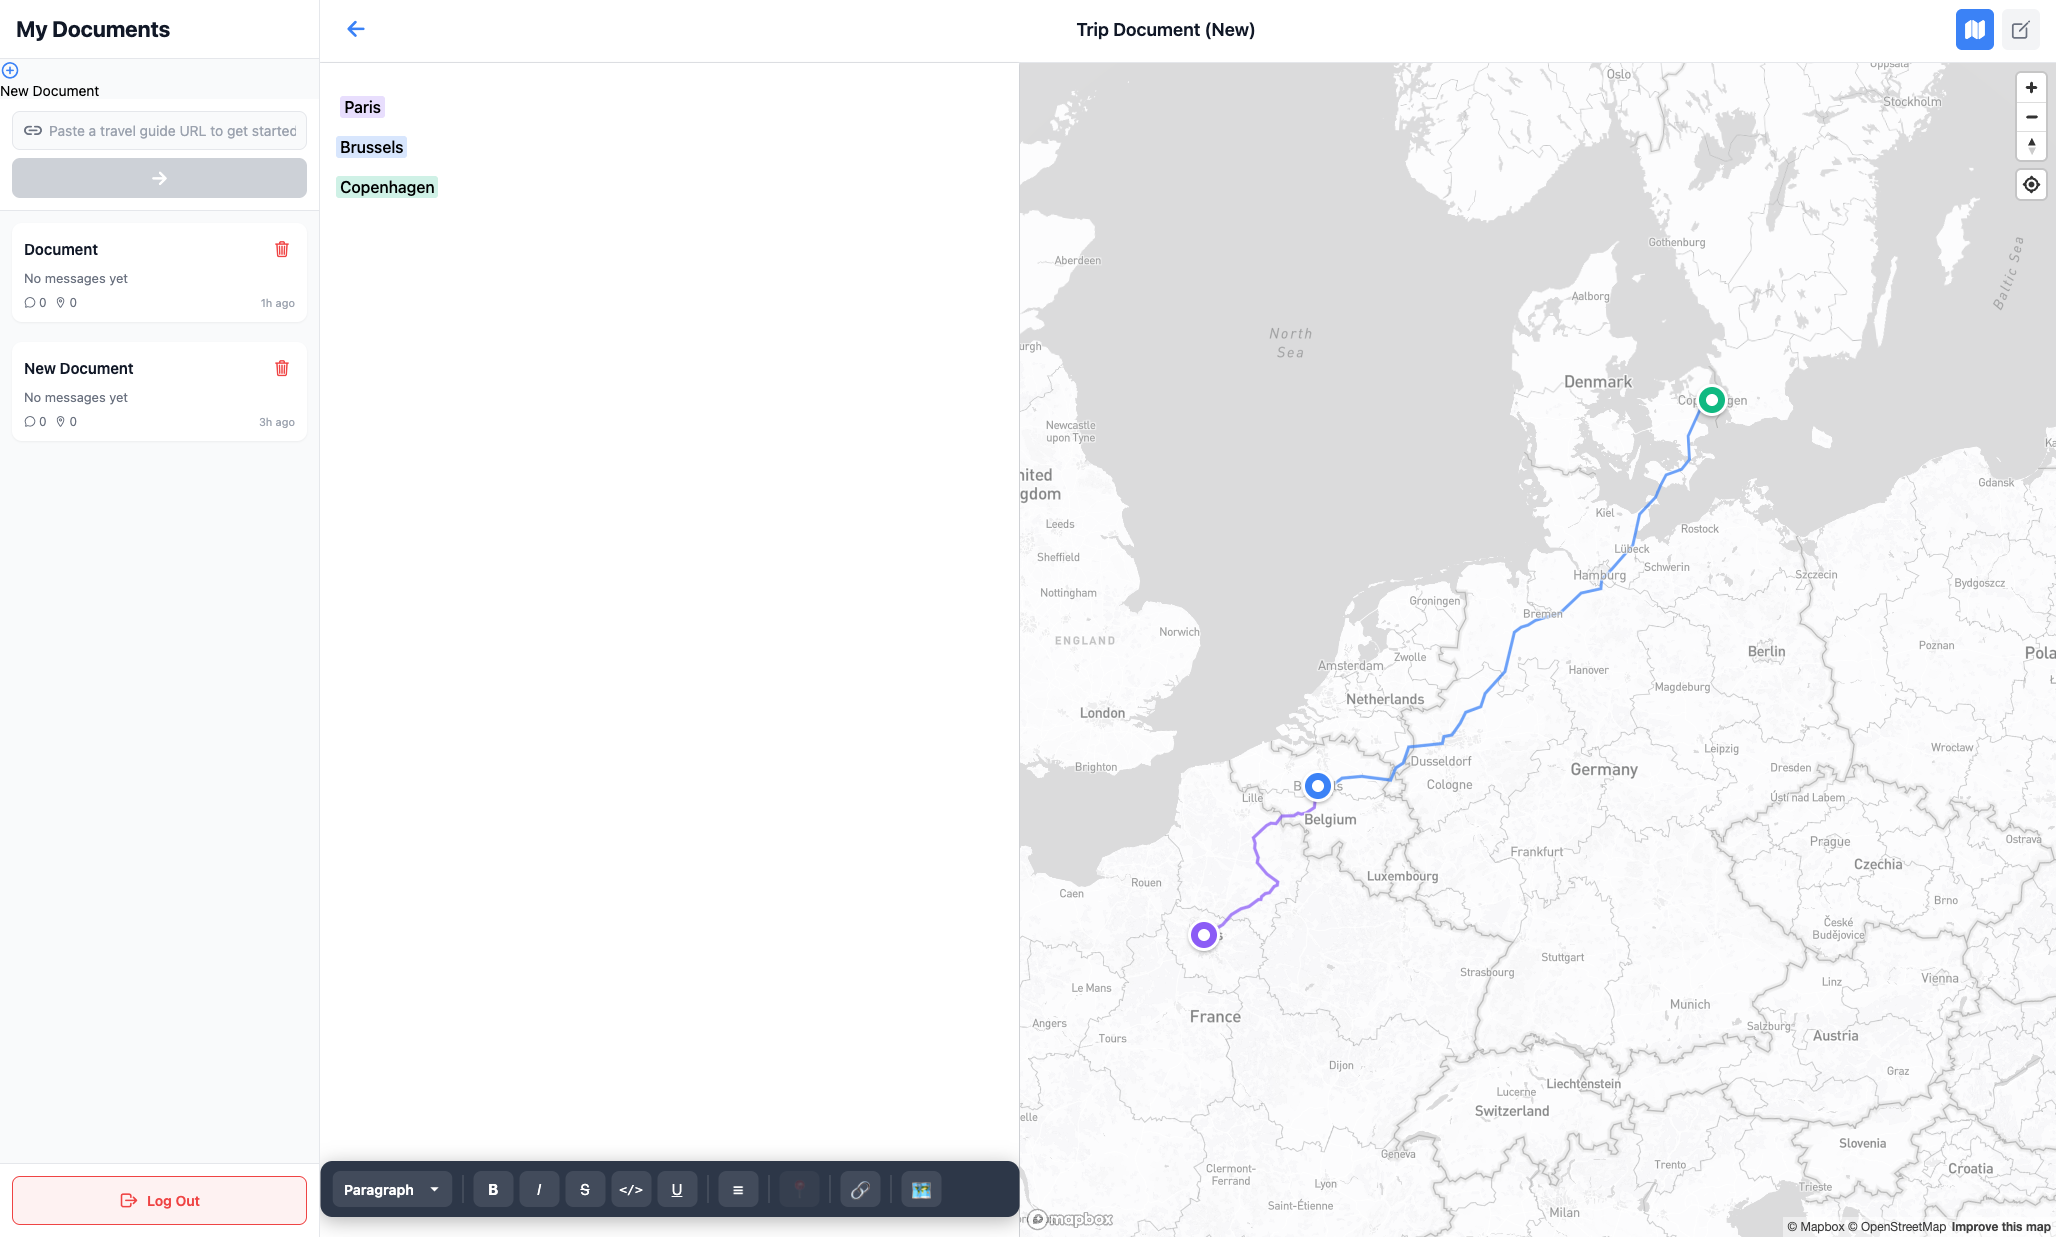 My Documents
New Document
Paste a travel guide URL to get started
Document
No messages yet
0 0
1h ago
New Document
No messages yet
0 0
3h ago
Log Out
Trip Document (New)
Paris
Brussels
Copenhagen
Paragraph
B
I
S
</>
U
Oslo
Uppsala
Stockholm
Gothenburg
Baltic Sea
Aberdeen
Aalborg
North
Sea
urgh
Denmark
Newcastle
upon Tyne
nited
gdom
Gdansk
Leeds
Kiel
Rostock
Sheffield
Lübeck
Schwerin
Hamburg
Szczecin
Bydgoszcz
Nottingham
Groningen
Bremen
ENGLAND
Norwich
Poznan
Amsterdam
Zwolle
Hanover
Berlin
Pola
Netherlands
Magdeburg
London
Wroclaw
Leipzig
Brighton
Dusseldorf
Germany
Dresden
Cologne
Lille
Ústí nad Labem
Belgium
Ostrava
Prague
Frankfurt
Czechia
Luxembourg
Rouen
Caen
Brno
České
Budějovice
Strasbourg
Stuttgart
Vienna
Linz
Le Mans
Munich
France
Angers
Salzburg
Tours
Austria
Dijon
Graz
Liechtenstein
Lucerne
Switzerland
elle
Slovenia
Geneva
Trento
Croatia
Clermont-
Ferrand
Lyon
Trieste
Saint-Étienne
Milan
mapbox
© Mapbox © OpenStreetMap Improve this map